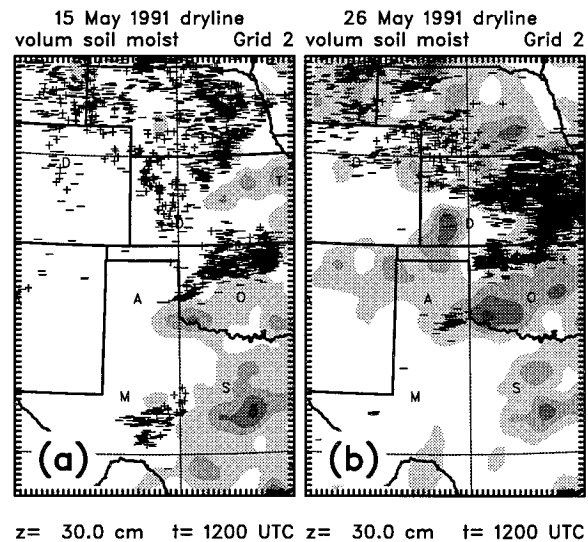 15 May 1991 dryline
volum soil moist Grid 2
26 May 1991 dryline
volum soil moist Grid 2
D
T
D
A
O
M
S
(a)
D
D
A
O
M
S
(b)
z= 30.0 cm t= 1200 UTC
z= 30.0 cm t= 1200 UTC